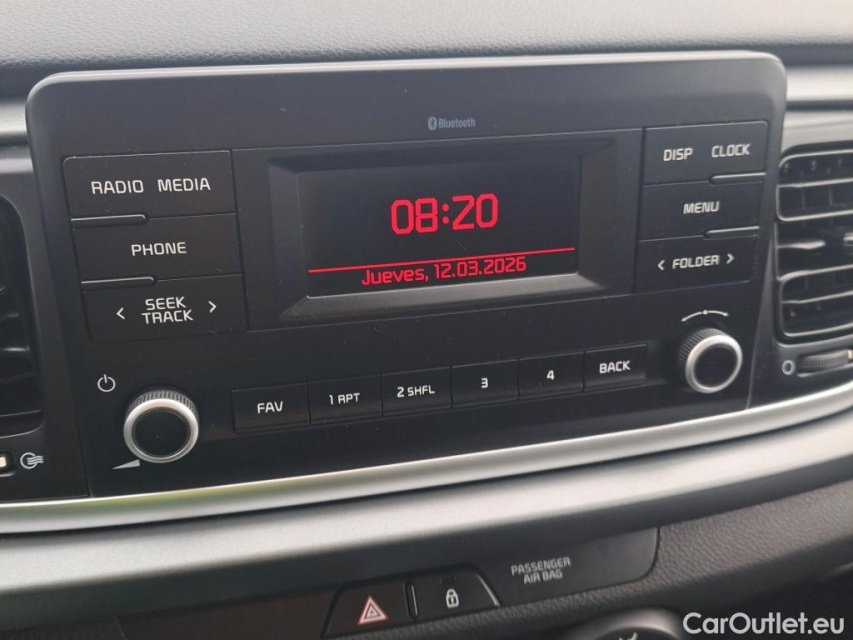 Bluetooth
RADIO MEDIA
PHONE
< SEEK >
TRACK
08:20
Jueves, 12.03.2026
DISP CLOCK
MENU
< FOLDER >
FAV
1 RPT
2 SHFL
3
4
BACK
PASSENGER
AIR BAG
CarOutlet.eu